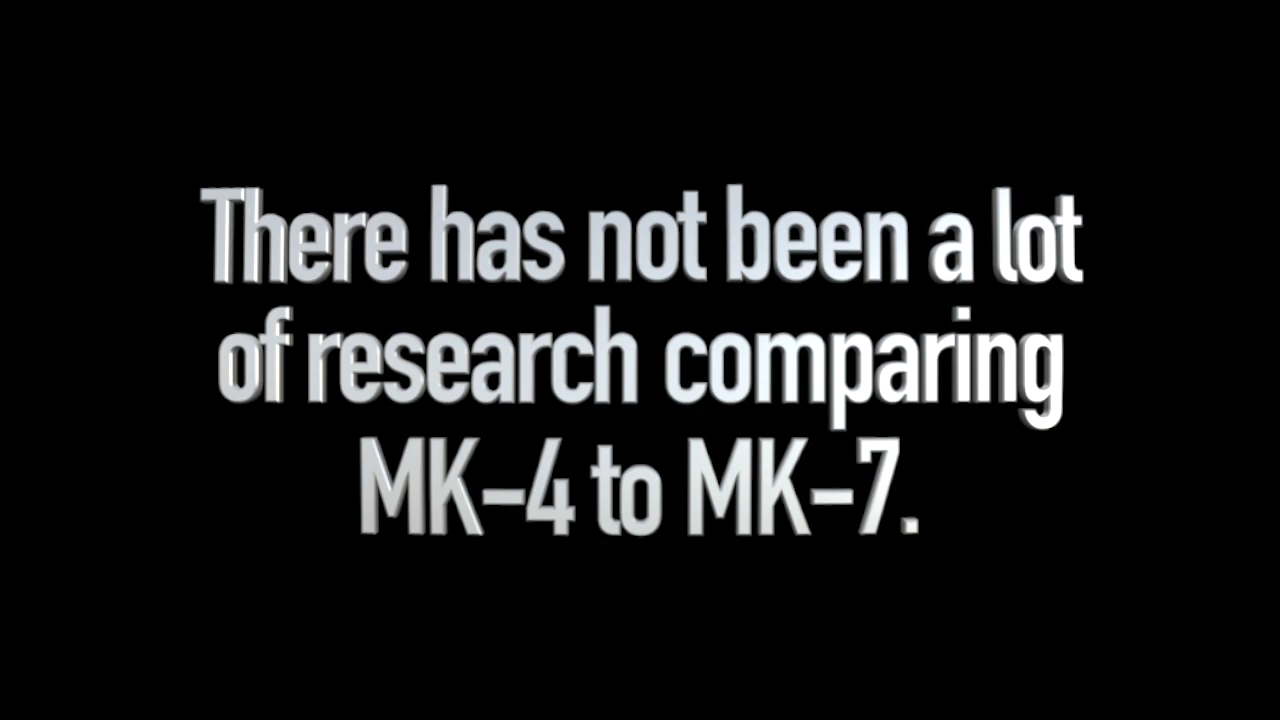 There has not been a lot
of research comparing
MK-4 to MK-7.